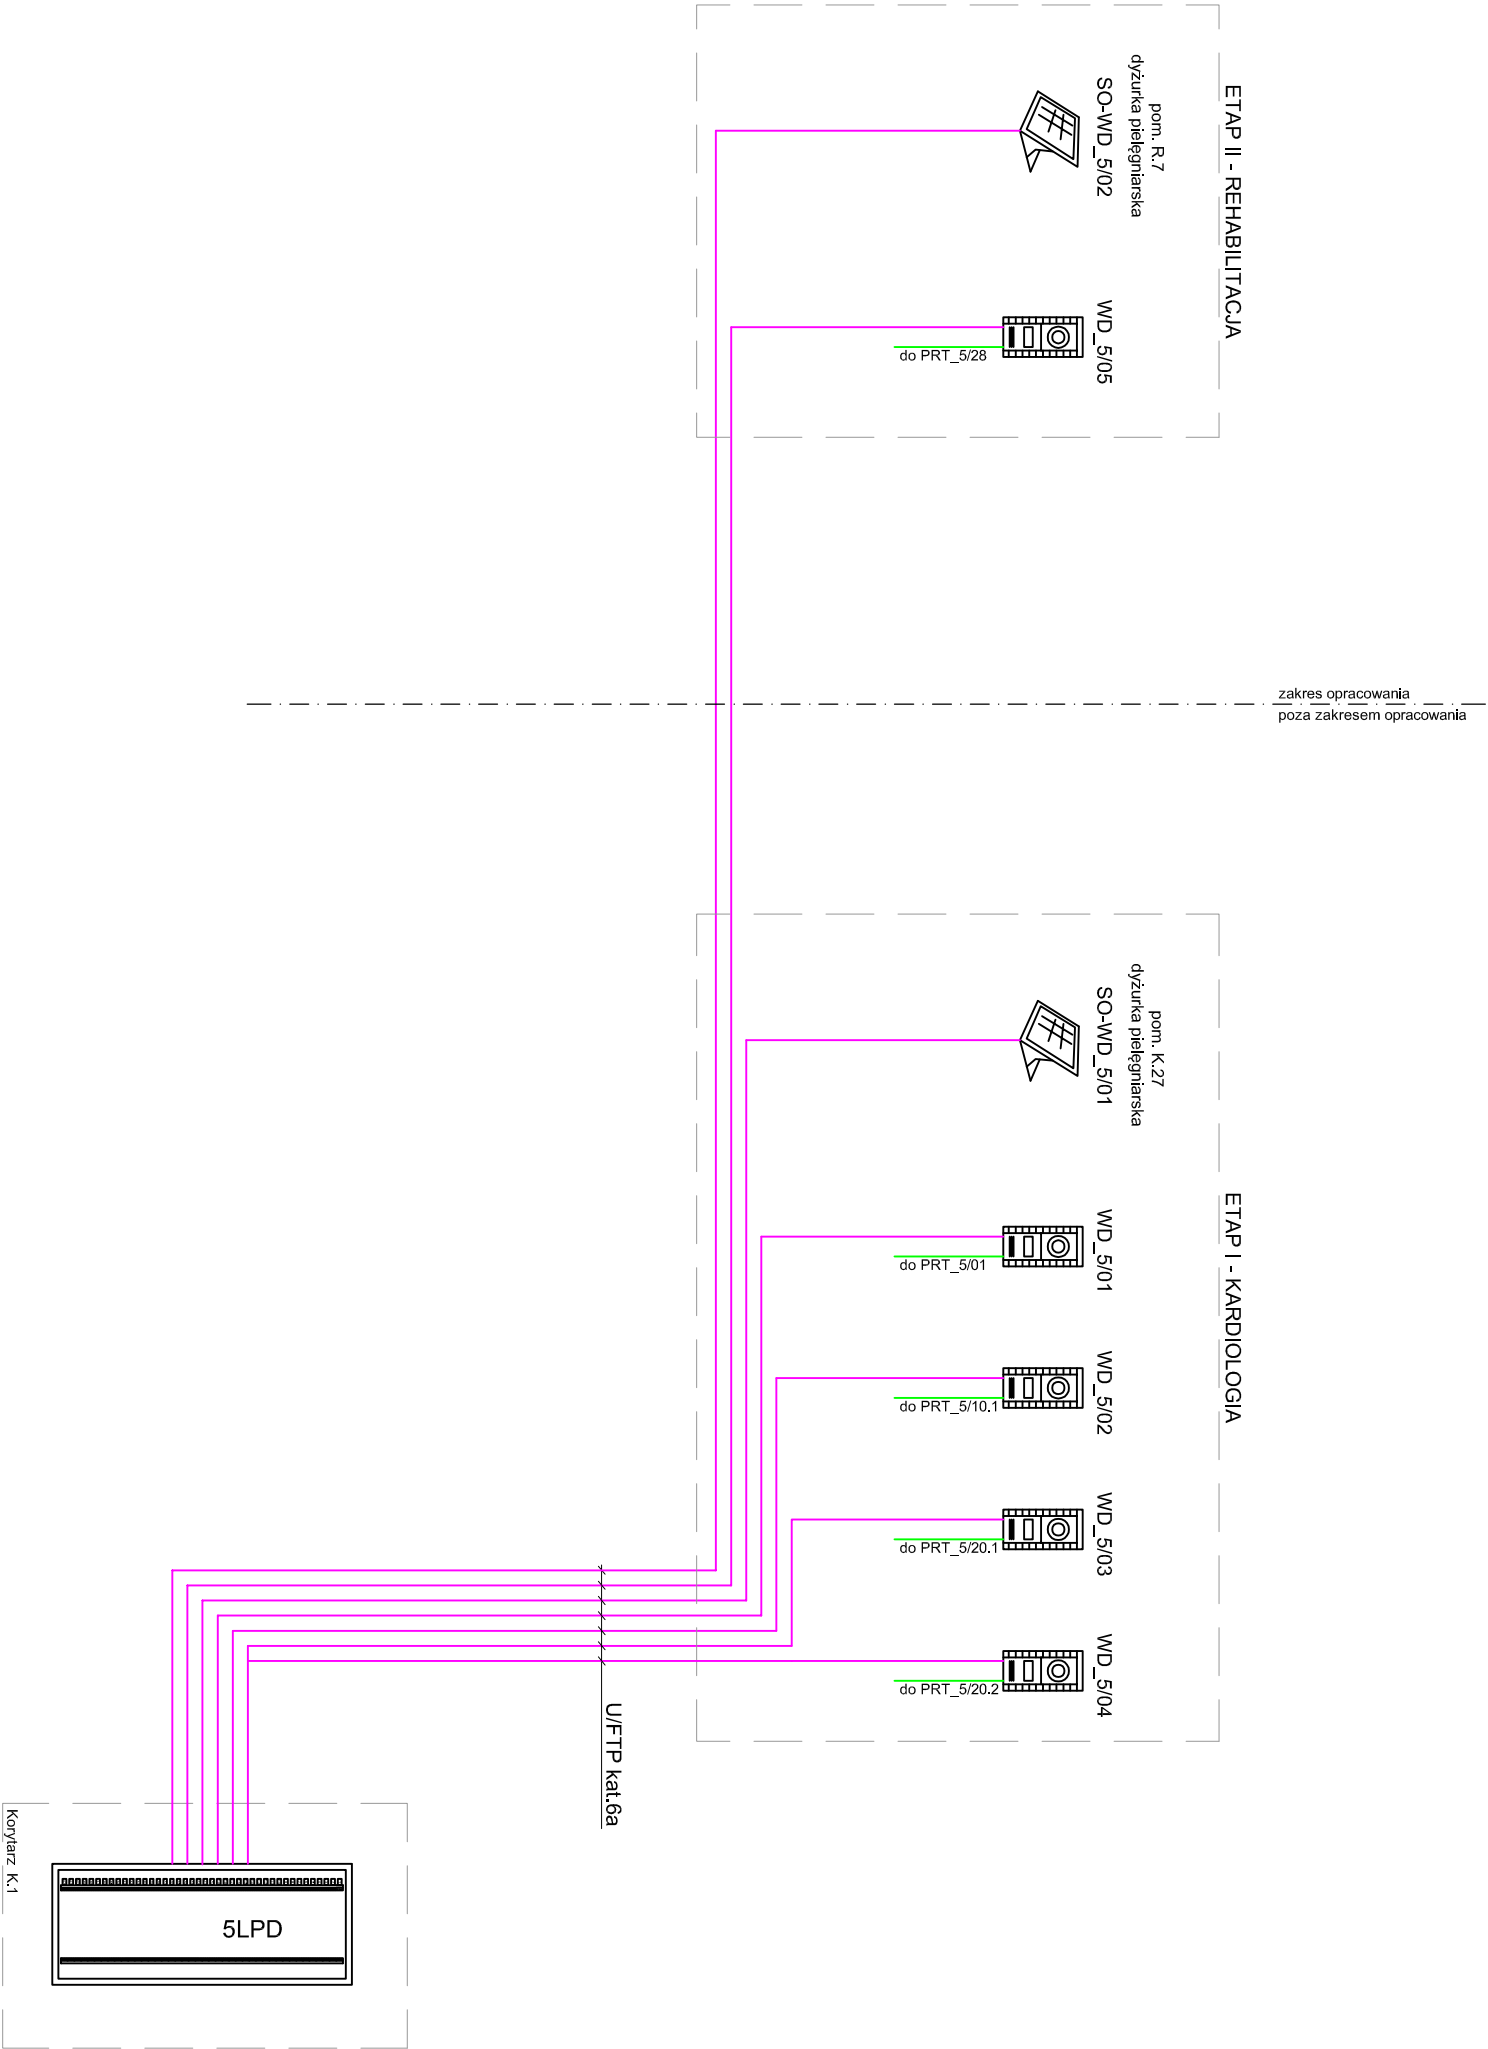 ETAP II - REHABILITACJA
pom. R.7
dyżurka pielęgniarska
SO-WD_5/02
WD_5/05
do PRT_5/28
zakres opracowania
poza zakresem opracowania
ETAP I - KARDIOLOGIA
pom. K.27
dyżurka pielęgniarska
SO-WD_5/01
WD_5/01
do PRT_5/01
WD_5/02
do PRT_5/10.1
WD_5/03
do PRT_5/20.1
WD_5/04
do PRT_5/20.2
U/FTP kat.6a
Korytarz K.1
5LPD